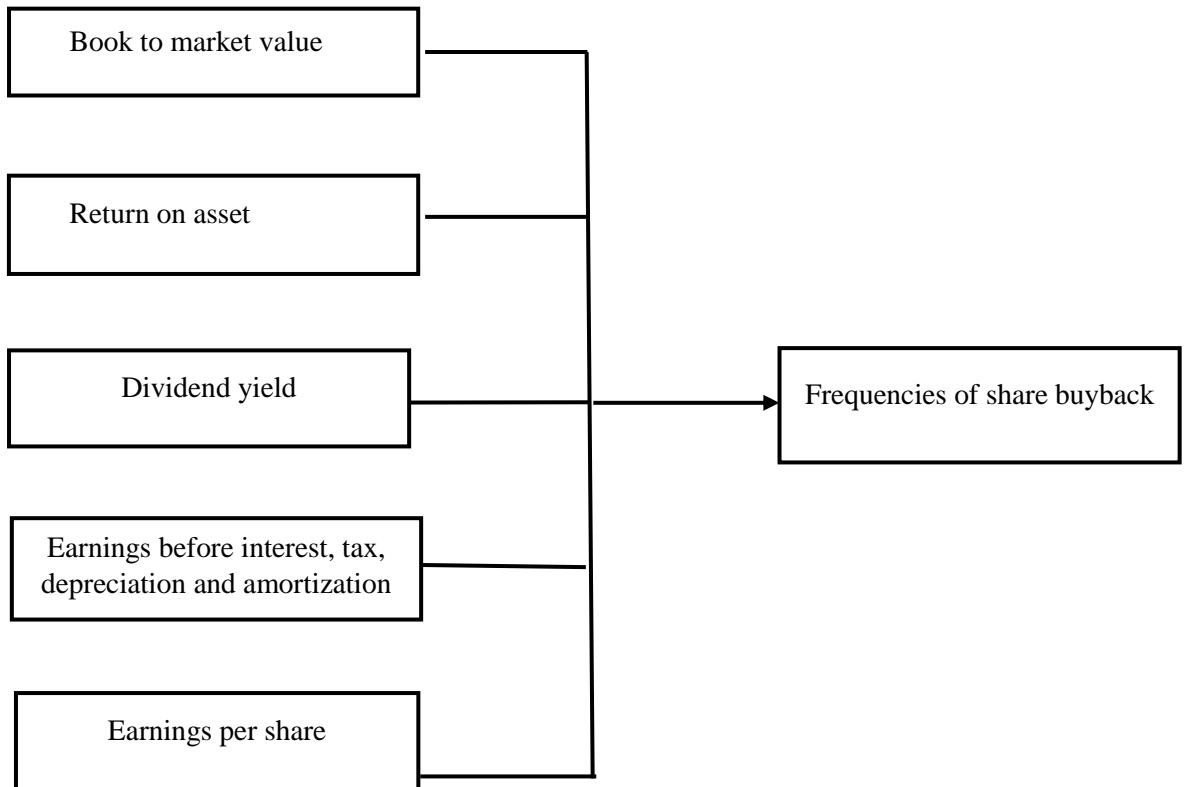 Book to market value
Return on asset
Dividend yield
Frequencies of share buyback
Earnings before interest, tax,
depreciation and amortization
Earnings per share